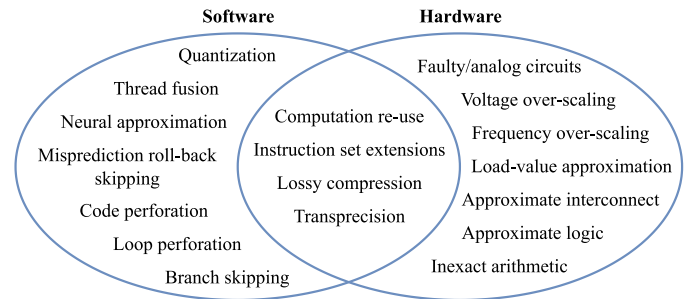 Software
Hardware
Quantization
Thread fusion
Neural approximation
Misprediction roll-back
skipping
Code perforation
Loop perforation
Branch skipping
Computation re-use
Instruction set extensions
Lossy compression
Transprecision
Faulty/analog circuits
Voltage over-scaling
Frequency over-scaling
Load-value approximation
Approximate interconnect
Approximate logic
Inexact arithmetic